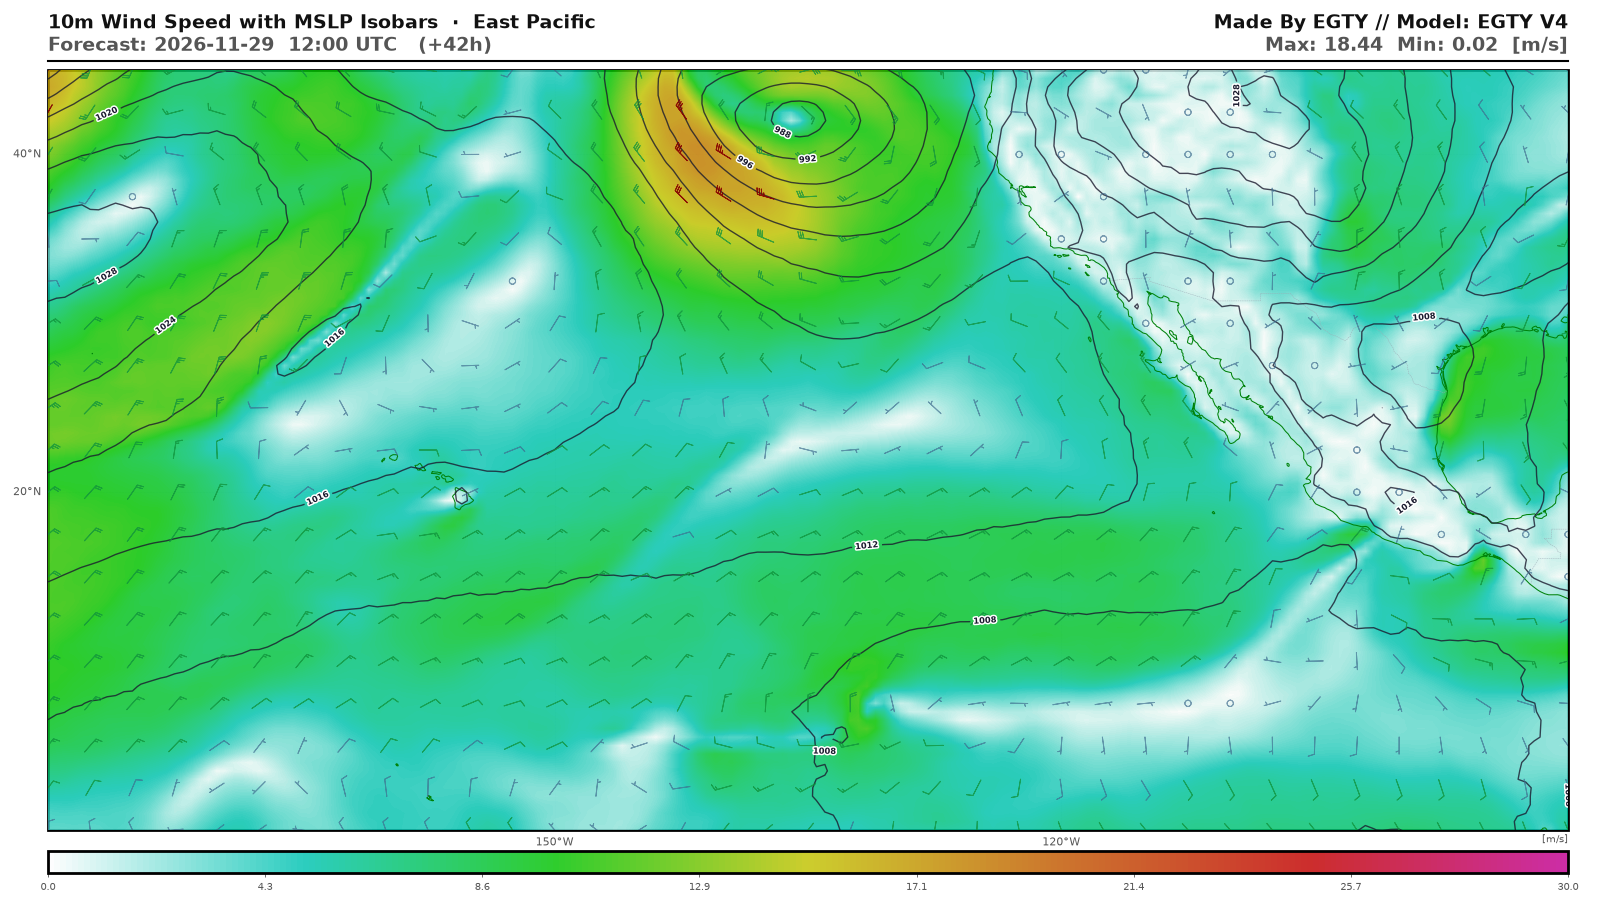 10m Wind Speed with MSLP Isobars · East Pacific
Made By EGTY // Model: EGTY V4
Forecast: 2026-11-29 12:00 UTC (+42h)
Max: 18.44 Min: 0.02 [m/s]
1028
1020
988
40°N
992
996
1028
1008
1024
1016
20°N
1016
1016
1012
1008
1008
150°W
120°W
[m/s]
0.0
4.3
8.6
12.9
17.1
21.4
25.7
30.0